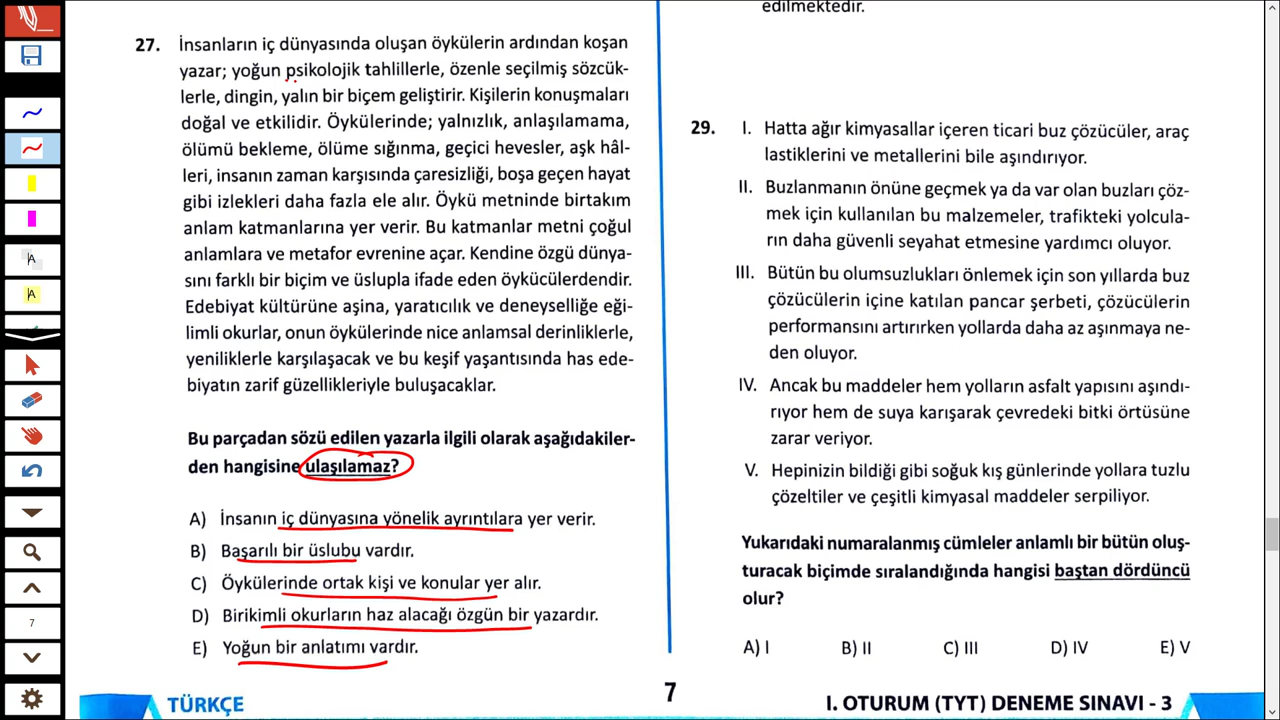 27. İnsanların iç dünyasında oluşan öykülerin ardından koşan
yazar; yoğun psikolojik tahlillerle, özenle seçilmiş sözcük-
lerle, dingin, yalın bir biçem geliştirir. Kişilerin konuşmaları
doğal ve etkilidir. Öykülerinde; yalnızlık, anlaşılamama,
ölümü bekleme, ölüme sığınma, geçici hevesler, aşk hâl-
leri, insanın zaman karşısında çaresizliği, boşa geçen hayat
gibi izlekleri daha fazla ele alır. Öykü metninde birtakım
anlam katmanlarına yer verir. Bu katmanlar metni çoğul
anlamlara ve metafor evrenine açar. Kendine özgü dünya-
sını farklı bir biçim ve üslupla ifade eden öykücülerdendir.
Edebiyat kültürüne aşina, yaratıcılık ve deneyselliğe eği-
limli okurlar, onun öykülerinde nice anlamsal derinliklerle,
yeniliklerle karşılaşacak ve bu keşif yaşantısında has ede-
biyatın zarif güzellikleriyle buluşacaklar.
Bu parçadan sözü edilen yazarla ilgili olarak aşağıdakiler-
den hangisine ulaşılamaz?
A) İnsanın iç dünyasına yönelik ayrıntılara yer verir.
B) Başarılı bir üslubu vardır.
C) Öykülerinde ortak kişi ve konular yer alır.
D) Birikimli okurların haz alacağı özgün bir yazardır.
E) Yoğun bir anlatımı vardır.
edilmektedir.
29. I. Hatta ağır kimyasallar içeren ticari buz çözücüler, araç
lastiklerini ve metallerini bile aşındırıyor.
II. Buzlanmanın önüne geçmek ya da var olan buzları çöz-
mek için kullanılan bu malzemeler, trafikteki yolcula-
rın daha güvenli seyahat etmesine yardımcı oluyor.
III. Bütün bu olumsuzlukları önlemek için son yıllarda buz
çözücülerin içine katılan pancar şerbeti, çözücülerin
performansını artırırken yollarda daha az aşınmaya ne-
den oluyor.
IV. Ancak bu maddeler hem yolların asfalt yapısını aşındı-
rıyor hem de suya karışarak çevredeki bitki örtüsüne
zarar veriyor.
V. Hepinizin bildiği gibi soğuk kış günlerinde yollara tuzlu
çözeltiler ve çeşitli kimyasal maddeler serpiliyor.
Yukarıdaki numaralanmış cümleler anlamlı bir bütün oluş-
turacak biçimde sıralandığında hangisi baştan dördüncü
olur?
A) I B) II C) III D) IV E) V
TÜRKÇE
7
I. OTURUM (TYT) DENEME SINAVI - 3
A
A
7